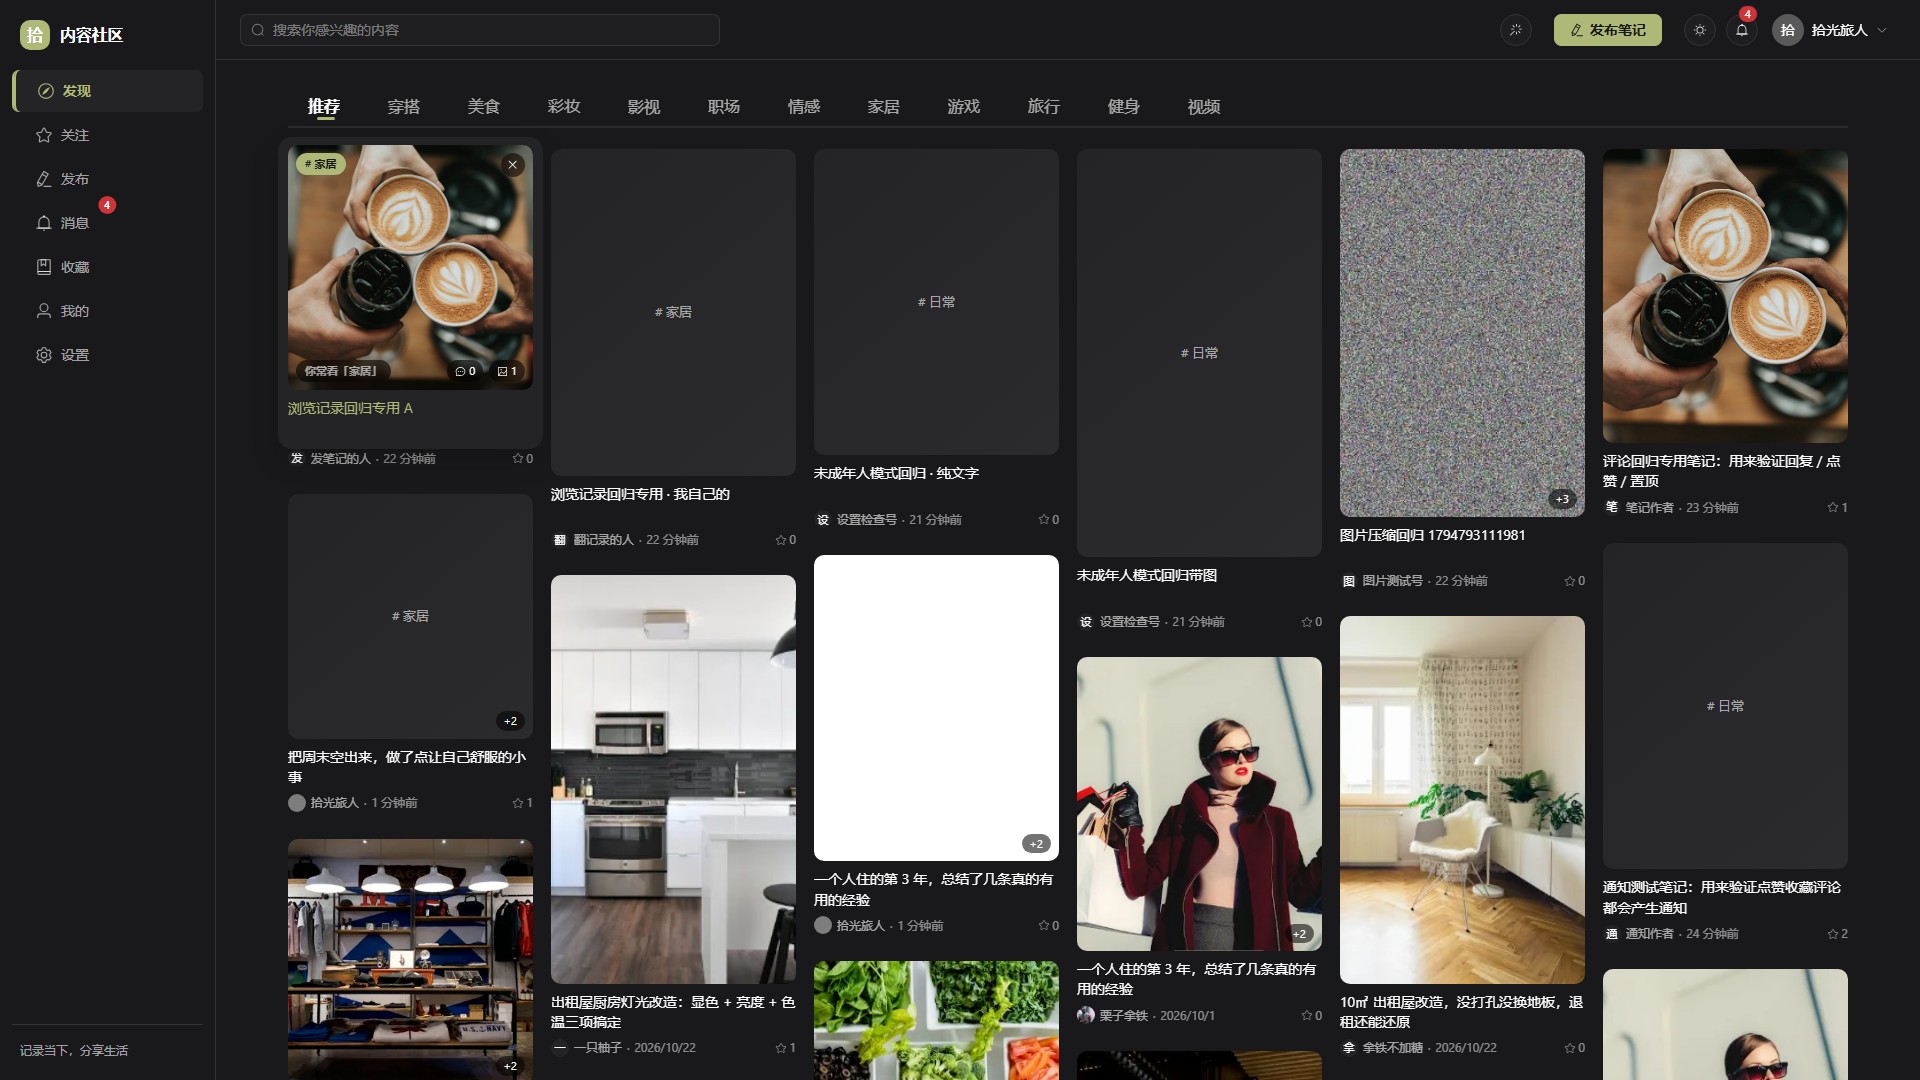 拾 内容社区
搜索你感兴趣的内容
发布笔记
4
拾 拾光旅人
发现
关注
发布
消息
4
收藏
我的
设置
记录当下，分享生活
推荐 穿搭 美食 彩妆 影视 职场 情感 家居 游戏 旅行 健身 视频
# 家居
你常看「家居」
0
1
浏览记录回归专用 A
发 发笔记的人 · 22 分钟前 0
# 家居
+2
把周末空出来，做了点让自己舒服的小
事
拾光旅人 · 1 分钟前 1
U.S. NAVY
+2
# 家居
浏览记录回归专用 · 我自己的
翻 翻记录的人 · 22 分钟前 0
出租屋厨房灯光改造：显色 + 亮度 + 色
温三项搞定
一 一只柚子 · 2026/10/22 1
# 日常
未成年人模式回归 · 纯文字
设 设置检查号 · 21 分钟前 0
+2
一个人住的第 3 年，总结了几条真的有
用的经验
拾光旅人 · 1 分钟前 0
# 日常
未成年人模式回归带图
设 设置检查号 · 21 分钟前 0
+2
一个人住的第 3 年，总结了几条真的有
用的经验
栗子拿铁 · 2026/10/1 0
+3
图片压缩回归 1794793111981
图 图片测试号 · 22 分钟前 0
10㎡ 出租屋改造，没打孔没换地板，退
租还能还原
拿 拿铁不加糖 · 2026/10/22 0
评论回归专用笔记：用来验证回复 / 点
赞 / 置顶
笔 笔记作者 · 23 分钟前 1
# 日常
通知测试笔记：用来验证点赞收藏评论
都会产生通知
通 通知作者 · 24 分钟前 2